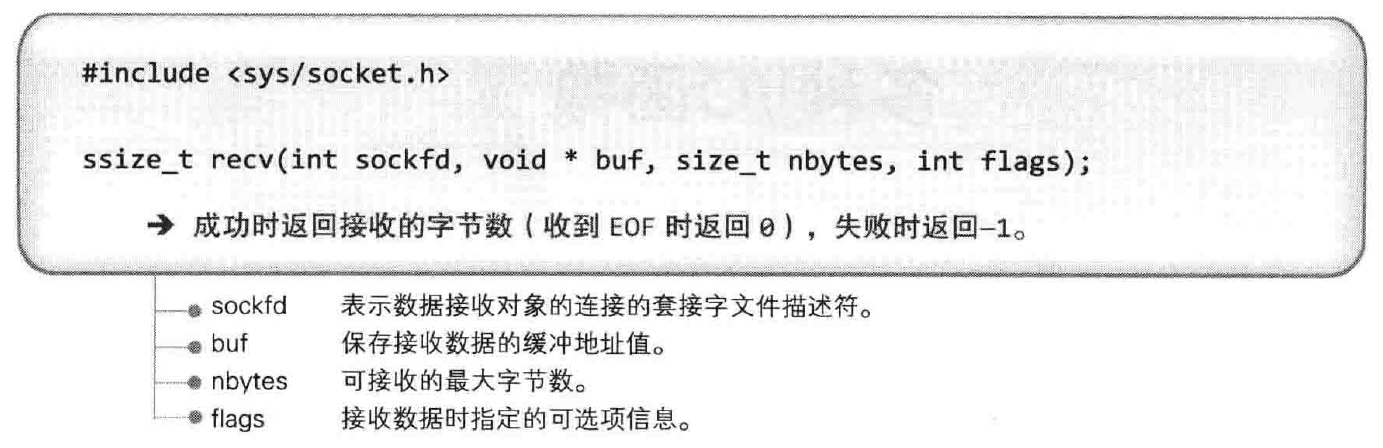 #include <sys/socket.h>
ssize_t recv(int sockfd, void * buf, size_t nbytes, int flags);
➔ 成功时返回接收的字节数（收到 EOF 时返回 0），失败时返回–1。
sockfd 表示数据接收对象的连接的套接字文件描述符。
buf 保存接收数据的缓冲地址值。
nbytes 可接收的最大字节数。
flags 接收数据时指定的可选项信息。